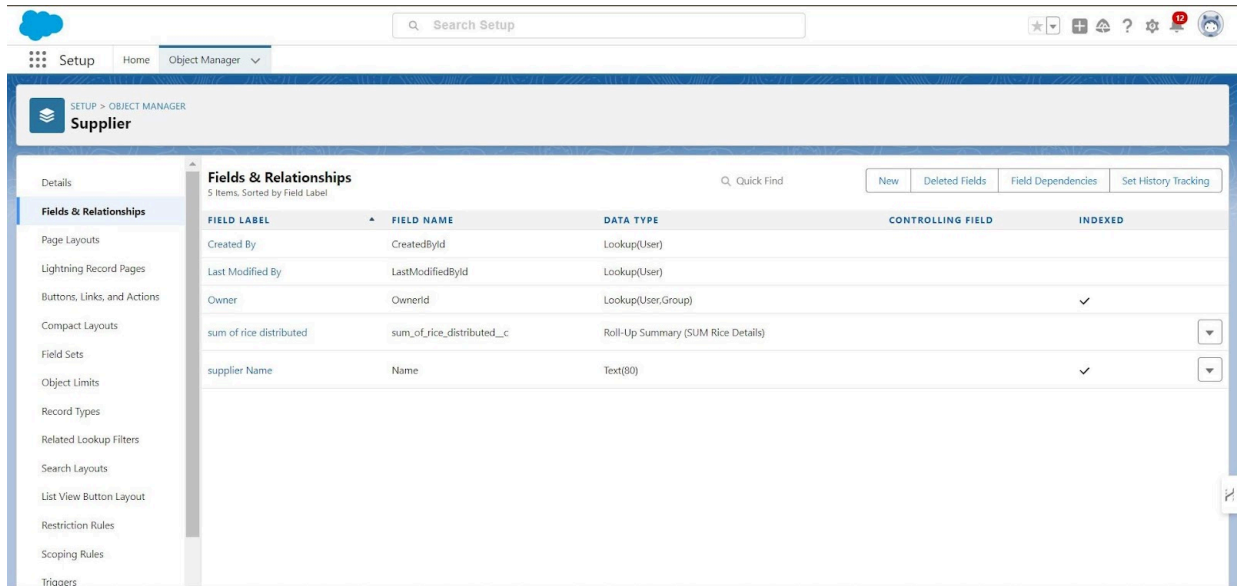 Search Setup
12
Setup
Home
Object Manager
SETUP > OBJECT MANAGER
Supplier
Details
Fields & Relationships
Page Layouts
Lightning Record Pages
Buttons, Links, and Actions
Compact Layouts
Field Sets
Object Limits
Record Types
Related Lookup Filters
Search Layouts
List View Button Layout
Restriction Rules
Scoping Rules
Triggers
Fields & Relationships
5 Items, Sorted by Field Label
Quick Find
New
Deleted Fields
Field Dependencies
Set History Tracking
FIELD LABEL FIELD NAME DATA TYPE CONTROLLING FIELD INDEXED
Created By CreatedById Lookup(User)
Last Modified By LastModifiedById Lookup(User)
Owner OwnerId Lookup(User,Group)
sum of rice distributed sum_of_rice_distributed__c Roll-Up Summary (SUM Rice Details)
supplier Name Name Text(80)